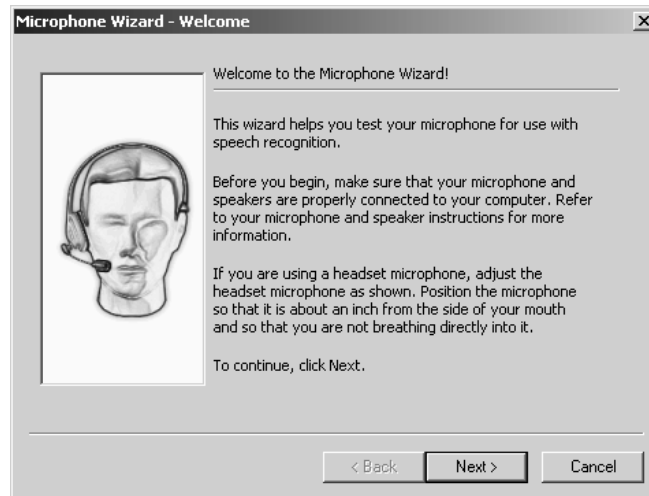 Microphone Wizard - Welcome
Welcome to the Microphone Wizard!
This wizard helps you test your microphone for use with
speech recognition.
Before you begin, make sure that your microphone and
speakers are properly connected to your computer. Refer
to your microphone and speaker instructions for more
information.
If you are using a headset microphone, adjust the
headset microphone as shown. Position the microphone
so that it is about an inch from the side of your mouth
and so that you are not breathing directly into it.
To continue, click Next.
< Back
Next >
Cancel